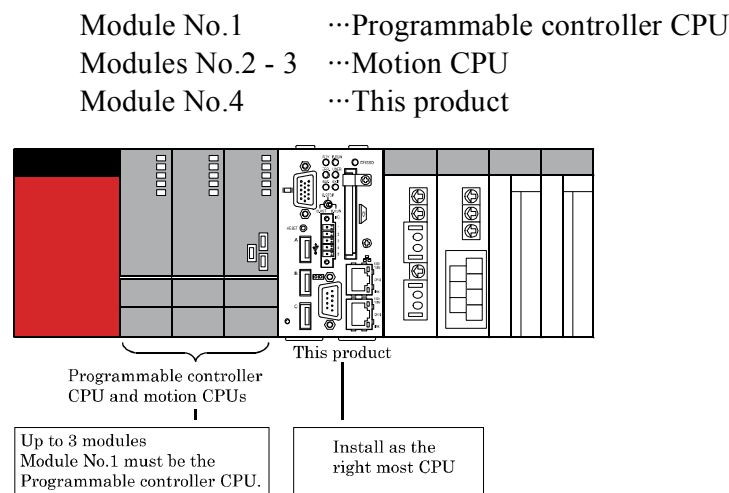 Module No.1 ···Programmable controller CPU
Modules No.2 - 3 ···Motion CPU
Module No.4 ···This product
RESET
A
B
C
This product
Programmable controller
CPU and motion CPUs
Up to 3 modules
Module No.1 must be the
Programmable controller CPU.
Install as the
right most CPU